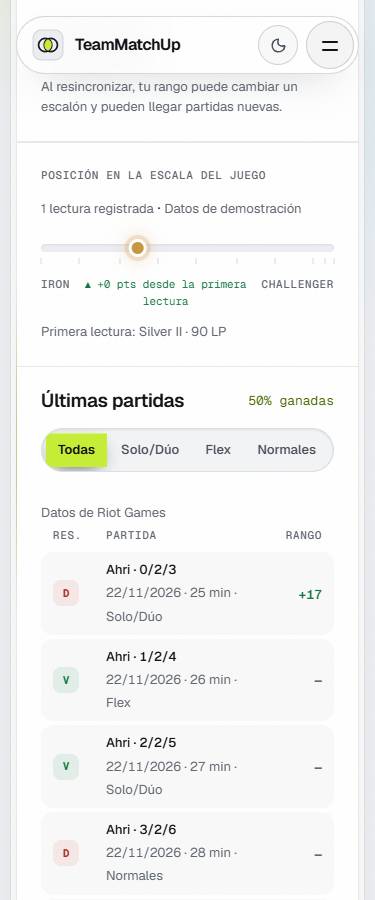 TeamMatchUp
Al resincronizar, tu rango puede cambiar un
escalón y pueden llegar partidas nuevas.
POSICIÓN EN LA ESCALA DEL JUEGO
1 lectura registrada · Datos de demostración
IRON ▲ +0 pts desde la primera lectura CHALLENGER
Primera lectura: Silver II · 90 LP
Últimas partidas 50% ganadas
Todas Solo/Dúo Flex Normales
Datos de Riot Games
RES. PARTIDA RANGO
Ahri · 0/2/3
D 22/11/2026 · 25 min · +17
Solo/Dúo
Ahri · 1/2/4
V 22/11/2026 · 26 min · –
Flex
Ahri · 2/2/5
V 22/11/2026 · 27 min · –
Solo/Dúo
Ahri · 3/2/6
D 22/11/2026 · 28 min · –
Normales